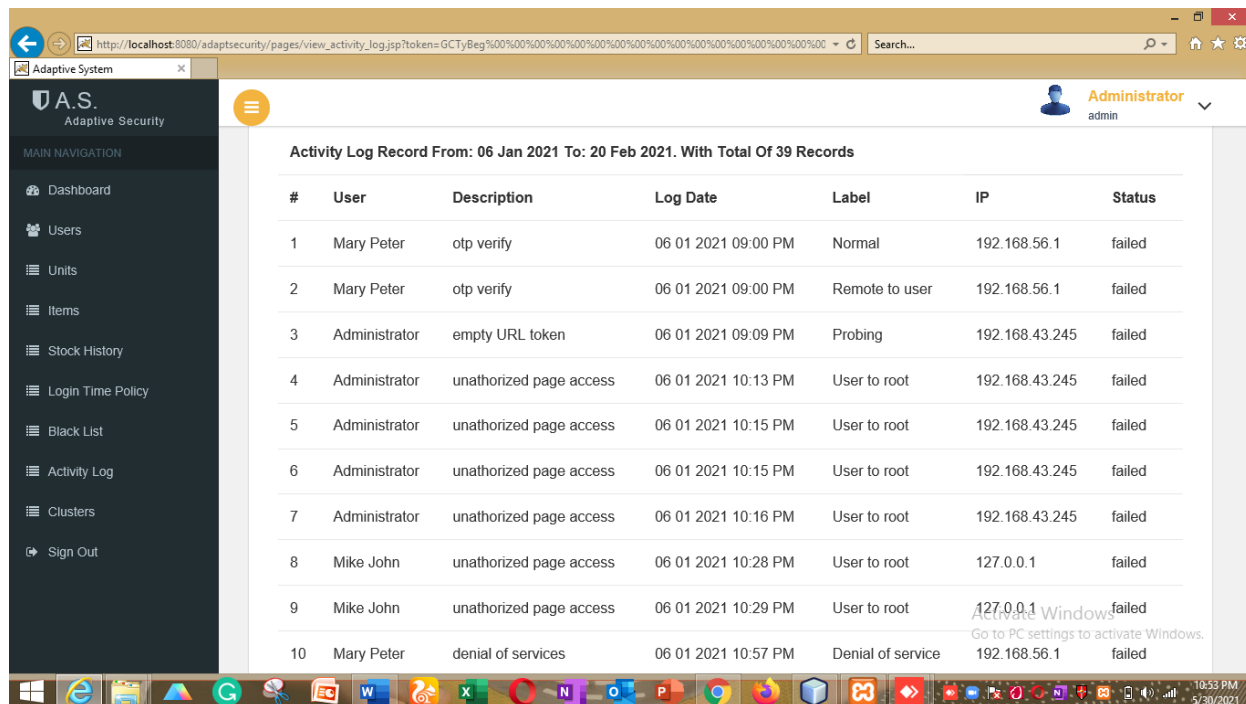 http://localhost:8080/adaptsecurity/pages/view_activity_log.jsp?token=GCTyBeg%00%00%00%00%00%00%00%00%00%00%00%00%00%00%00%00%00
Search...
Adaptive System
A.S.
Adaptive Security
Administrator
admin
MAIN NAVIGATION
Dashboard
Users
Units
Items
Stock History
Login Time Policy
Black List
Activity Log
Clusters
Sign Out
Activity Log Record From: 06 Jan 2021 To: 20 Feb 2021. With Total Of 39 Records
# User Description Log Date Label IP Status
1 Mary Peter otp verify 06 01 2021 09:00 PM Normal 192.168.56.1 failed
2 Mary Peter otp verify 06 01 2021 09:00 PM Remote to user 192.168.56.1 failed
3 Administrator empty URL token 06 01 2021 09:09 PM Probing 192.168.43.245 failed
4 Administrator unathorized page access 06 01 2021 10:13 PM User to root 192.168.43.245 failed
5 Administrator unathorized page access 06 01 2021 10:15 PM User to root 192.168.43.245 failed
6 Administrator unathorized page access 06 01 2021 10:15 PM User to root 192.168.43.245 failed
7 Administrator unathorized page access 06 01 2021 10:16 PM User to root 192.168.43.245 failed
8 Mike John unathorized page access 06 01 2021 10:28 PM User to root 127.0.0.1 failed
9 Mike John unathorized page access 06 01 2021 10:29 PM User to root 127.0.0.1 failed
10 Mary Peter denial of services 06 01 2021 10:57 PM Denial of service 192.168.56.1 failed
Activate Windows
Go to PC settings to activate Windows.
10:53 PM
5/30/2021